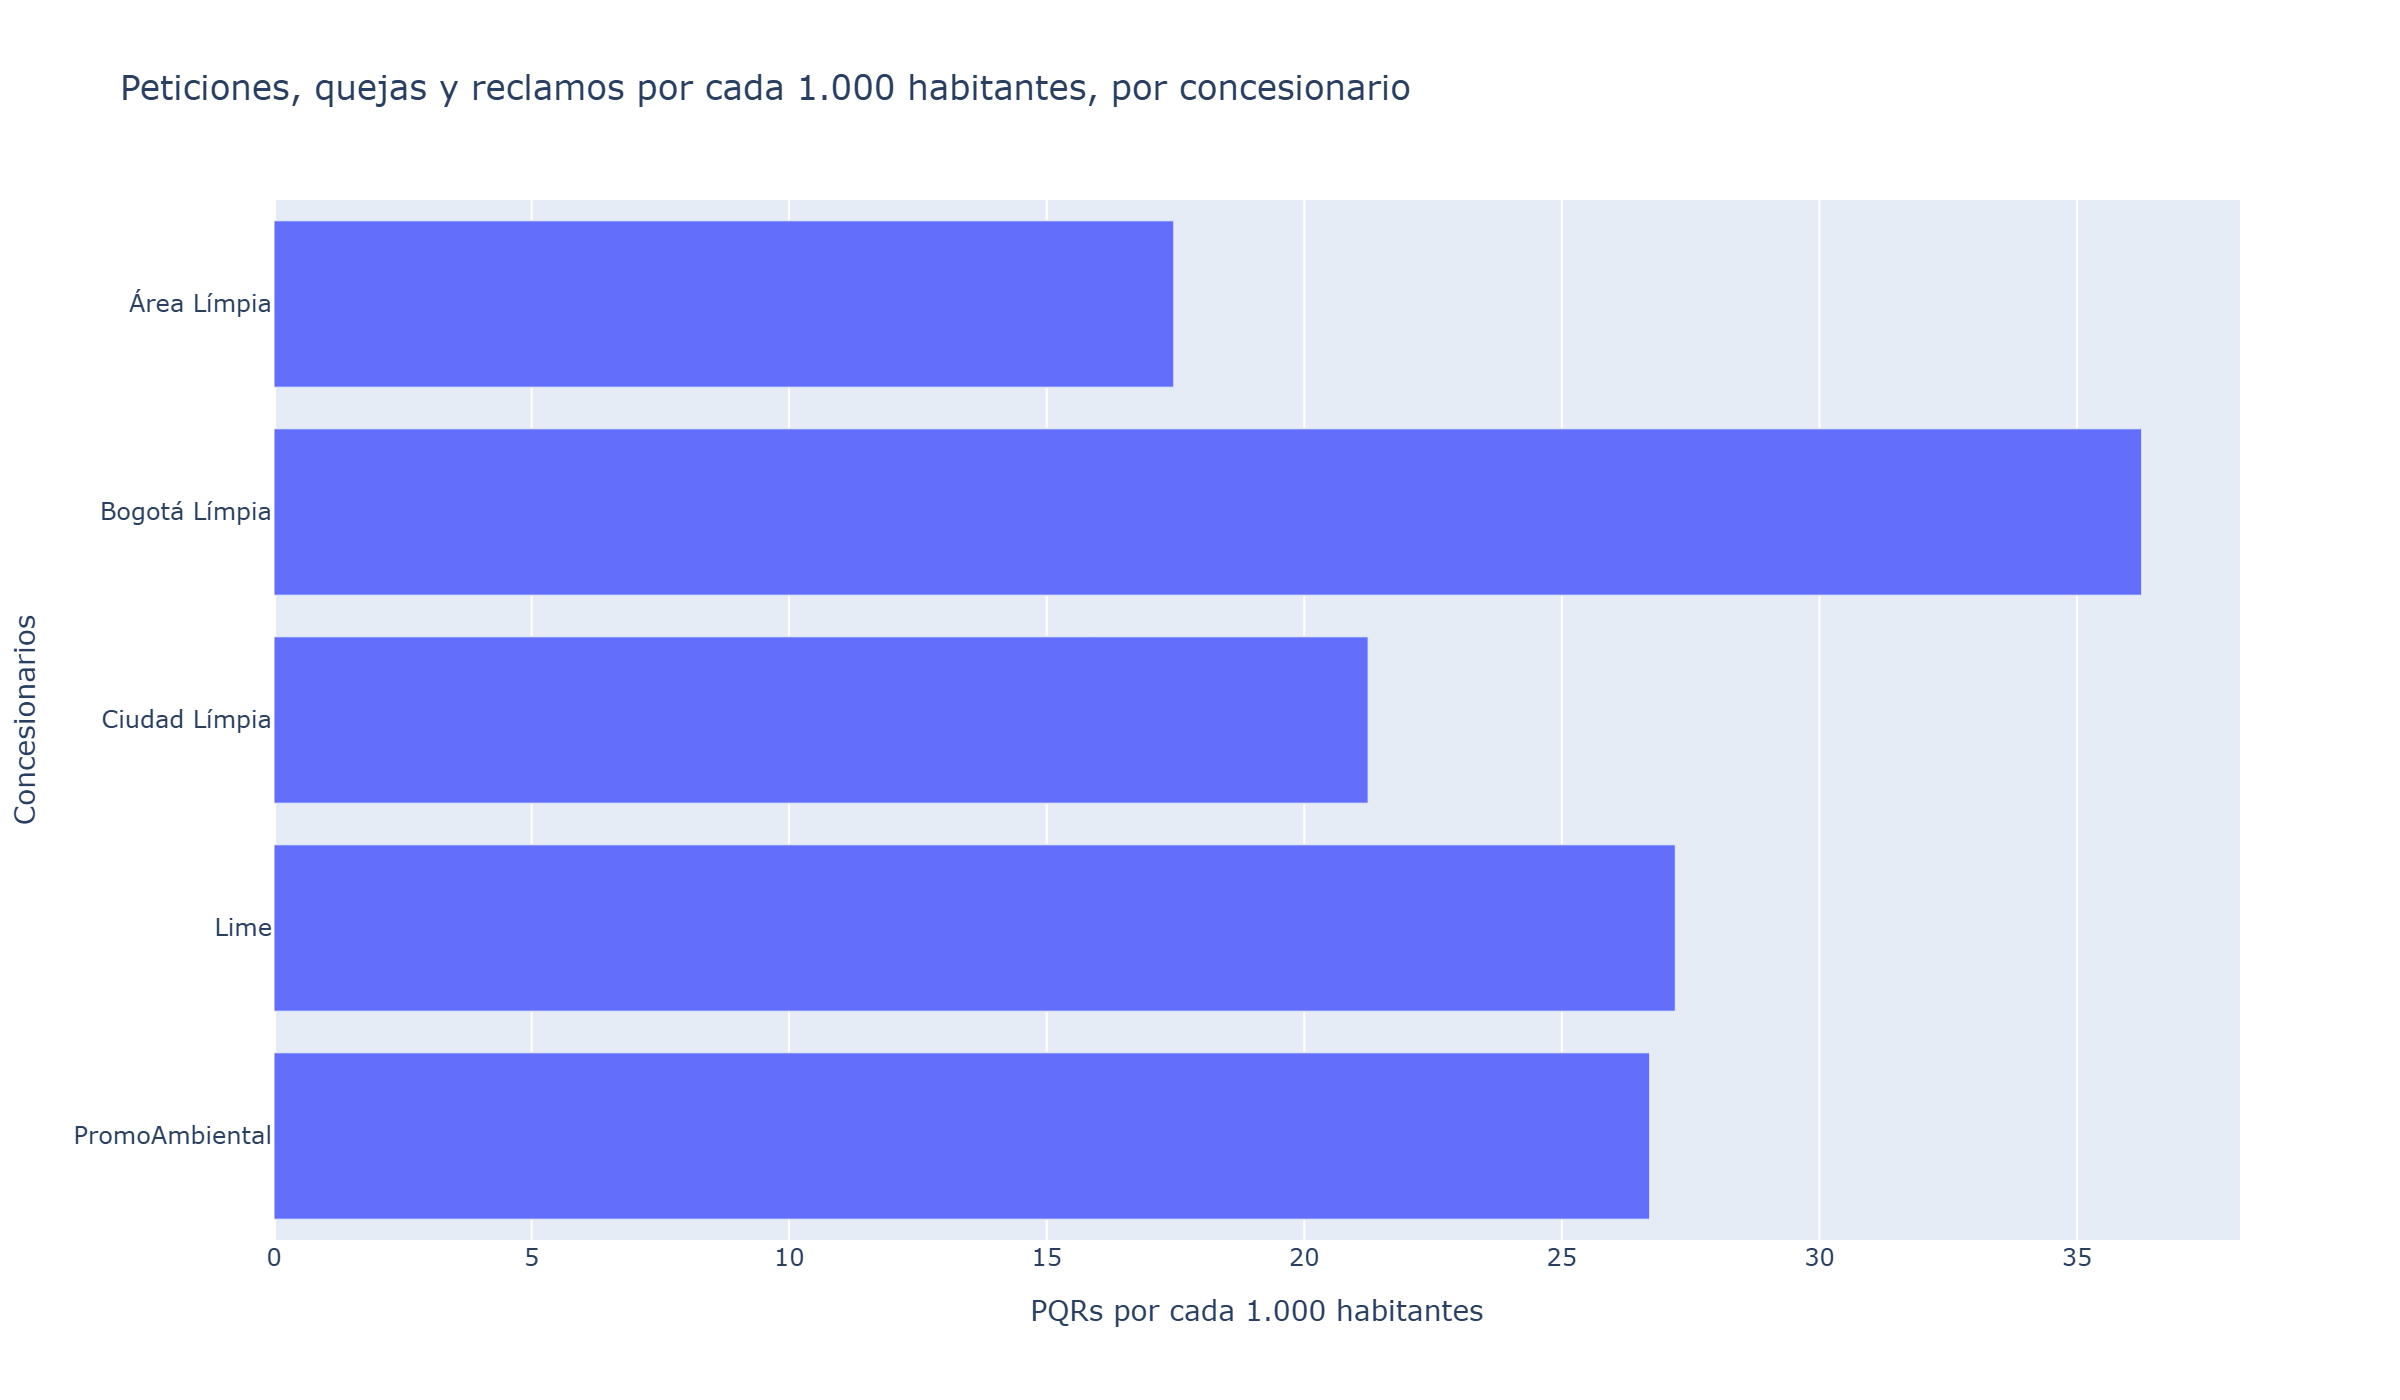 Peticiones, quejas y reclamos por cada 1.000 habitantes, por concesionario
Área Límpia
Bogotá Límpia
Ciudad Límpia
Lime
PromoAmbiental
Concesionarios
0 5 10 15 20 25 30 35
PQRs por cada 1.000 habitantes